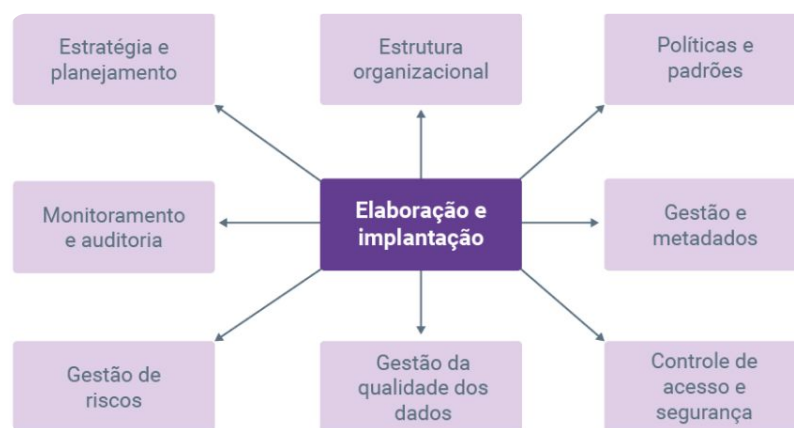 Estratégia e
planejamento
Estrutura
organizacional
Políticas e
padrões
Monitoramento
e auditoria
Elaboração e
implantação
Gestão e
metadados
Gestão de
riscos
Gestão da
qualidade dos
dados
Controle de
acesso e
segurança